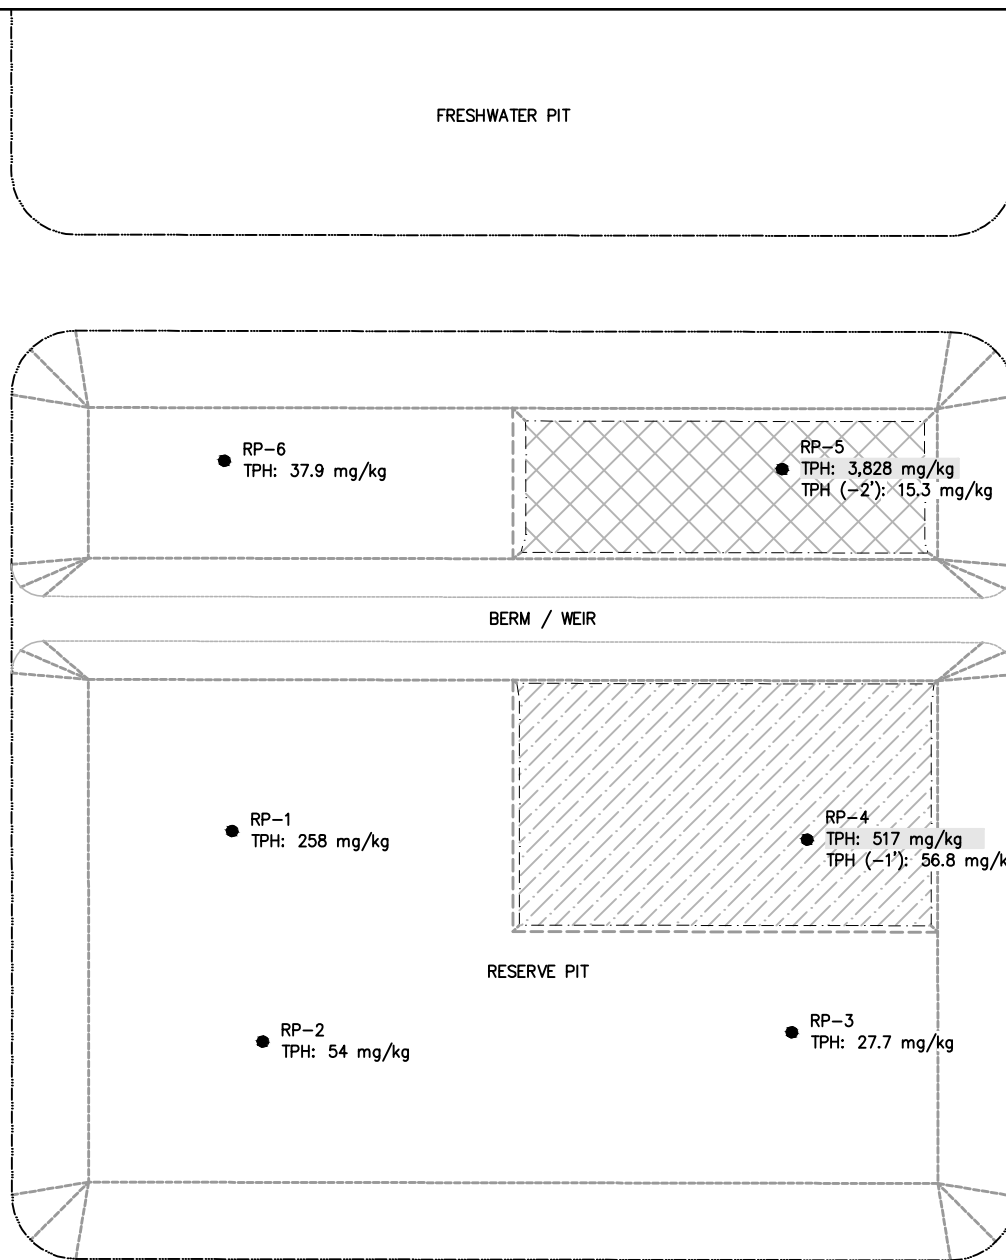 FRESHWATER PIT
RP-6
TPH: 37.9 mg/kg
RP-5
TPH: 3,828 mg/kg
TPH (-2'): 15.3 mg/kg
BERM / WEIR
RP-1
TPH: 258 mg/kg
RP-4
TPH: 517 mg/kg
TPH (-1'): 56.8 mg/k
RESERVE PIT
RP-2
TPH: 54 mg/kg
RP-3
TPH: 27.7 mg/kg